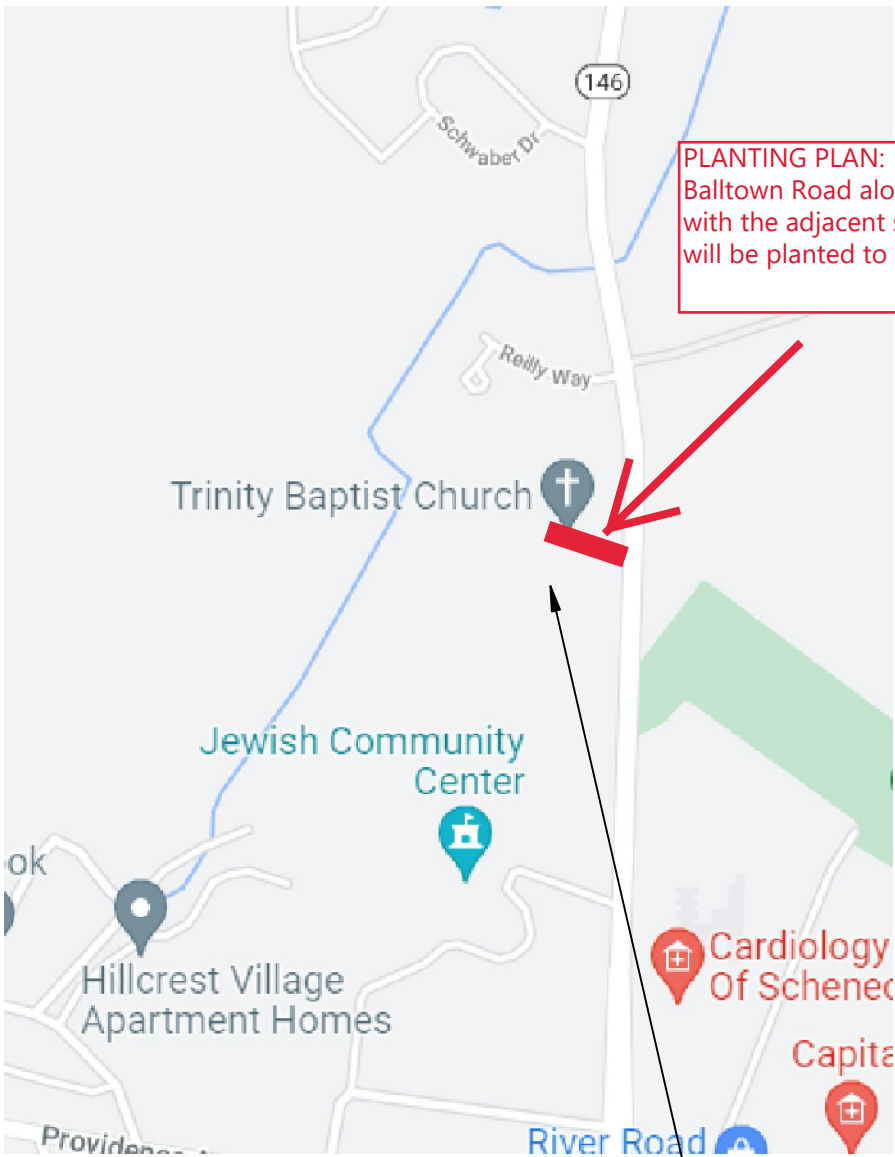 146
Schwaber Dr
PLANTING PLAN:
Balltown Road alo
with the adjacent s
will be planted to
Reilly Way
Trinity Baptist Church
Jewish Community
Center
ok
Hillcrest Village
Apartment Homes
Cardiology
Of Schenec
Capita
River Road